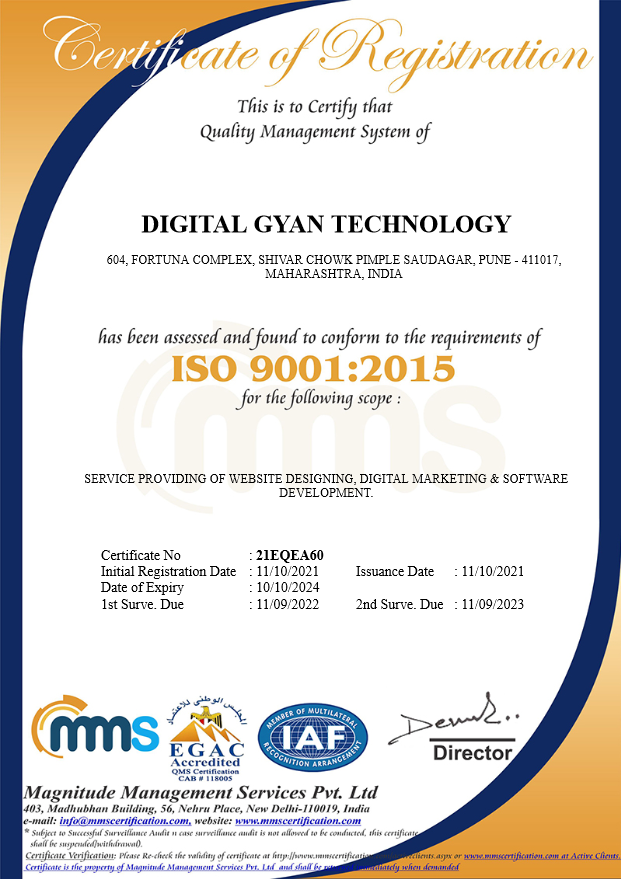 Certificate of Registration
This is to Certify that
Quality Management System of
DIGITAL GYAN TECHNOLOGY
604, FORTUNA COMPLEX, SHIVAR CHOWK PIMPLE SAUDAGAR, PUNE - 411017,
MAHARASHTRA, INDIA
has been assessed and found to conform to the requirements of
ISO 9001:2015
for the following scope :
mms
SERVICE PROVIDING OF WEBSITE DESIGNING, DIGITAL MARKETING & SOFTWARE
DEVELOPMENT.
Certificate No : 21EQEA60
Initial Registration Date : 11/10/2021 Issuance Date : 11/10/2021
Date of Expiry : 10/10/2024
1st Surve. Due : 11/09/2022 2nd Surve. Due : 11/09/2023
mms
المجلس الوطني للاعتماد
EGAC
Accredited
QMS Certification
CAB # 118005
MEMBER OF MULTILATERAL
IAF
RECOGNITION ARRANGEMENT
Director
Magnitude Management Services Pvt. Ltd
403, Madhubhan Building, 56, Nehru Place, New Delhi-110019, India
e-mail: info@mmscertification.com, website: www.mmscertification.com
* Subject to Successful Surveillance Audit n case surveillance audit is not allowed to be conducted, this certificate
shall be suspended(withdrawal).
Certificate Verification: Please Re-check the validity of certificate at http://www.mmscertification or www.mmscertification.com at Active Clients.
Certificate is the property of Magnitude Management Services Pvt. Ltd and shall be immediately when demanded